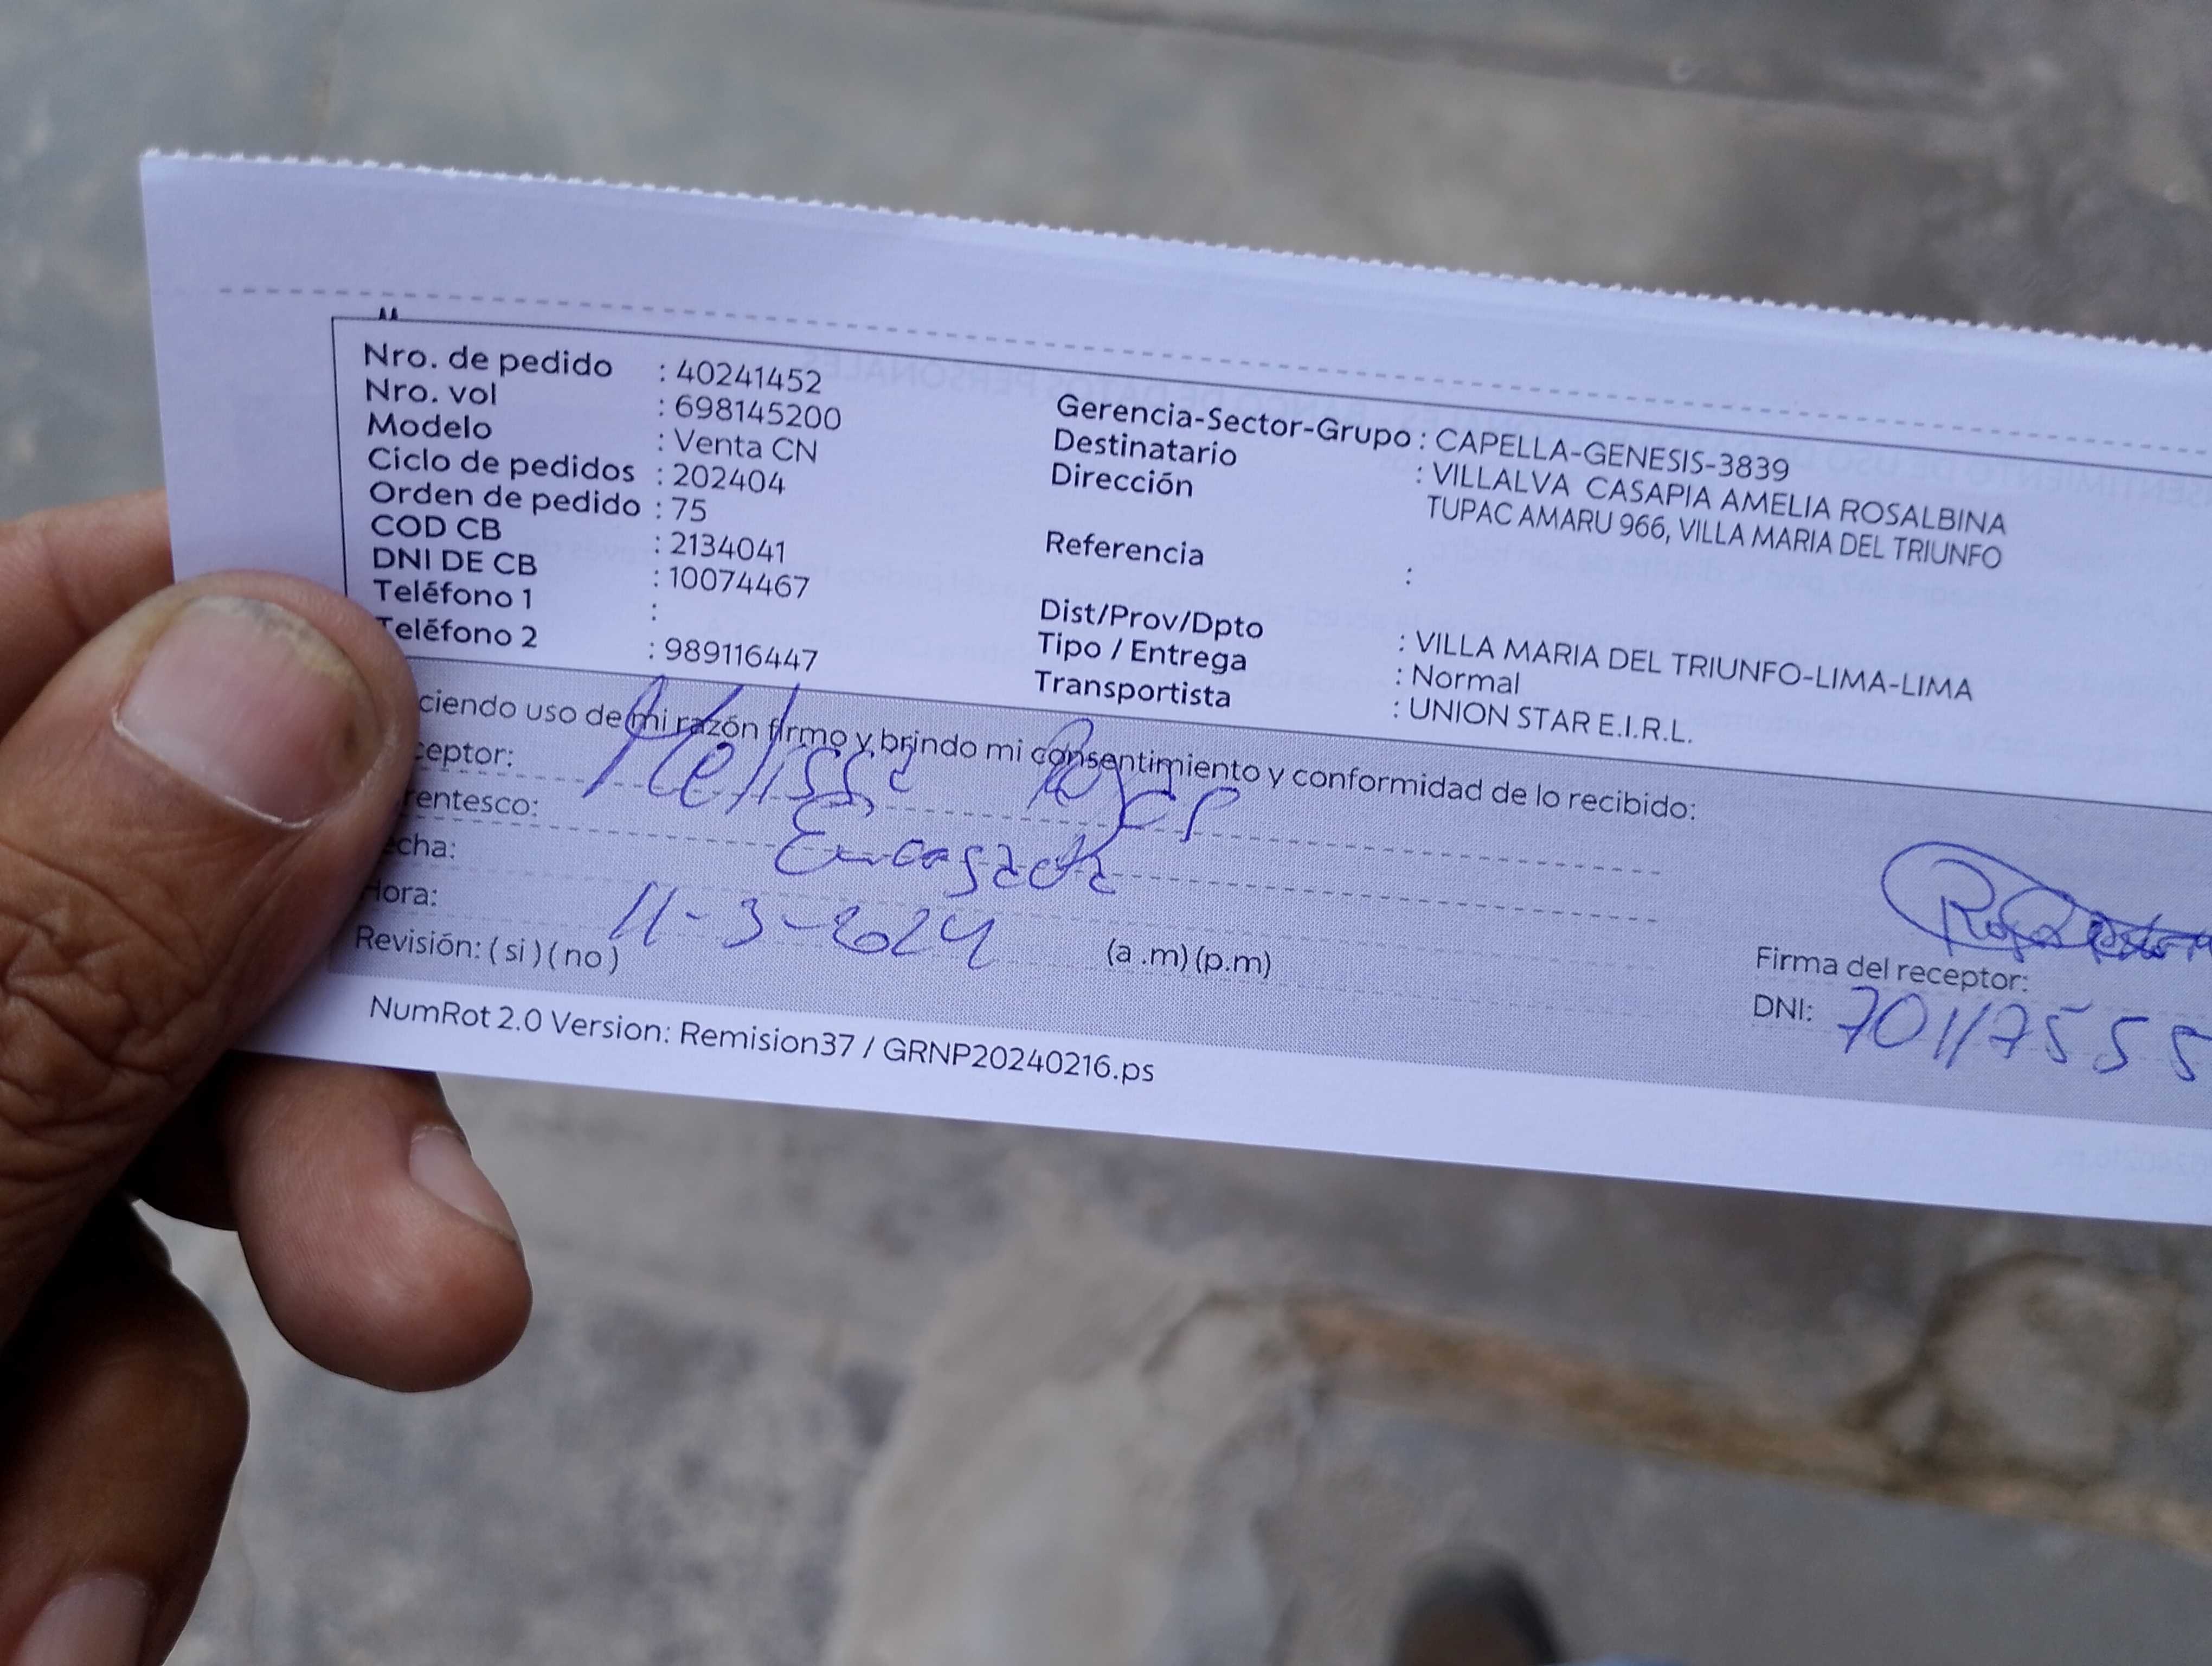 Nro. de pedido : 40241452
Nro. vol : 698145200
Modelo : Venta CN
Ciclo de pedidos : 202404
Orden de pedido : 75
COD CB : 2134041
DNI DE CB : 10074467
Teléfono 1 :
Teléfono 2 : 989116447
Gerencia-Sector-Grupo : CAPELLA-GENESIS-3839
Destinatario : VILLALVA CASAPIA AMELIA ROSALBINA
Dirección TUPAC AMARU 966, VILLA MARIA DEL TRIUNFO
Referencia :
Dist/Prov/Dpto : VILLA MARIA DEL TRIUNFO-LIMA-LIMA
Tipo / Entrega : Normal
Transportista : UNION STAR E.I.R.L.
ciendo uso de mi razón firmo y brindo mi consentimiento y conformidad de lo recibido:
ceptor: Melissa
rentesco: Encargada
cha: 11-3-2024
Hora: (a .m) (p.m)
Revisión: ( si ) ( no )
Firma del receptor:
DNI: 70117555
NumRot 2.0 Version: Remision37 / GRNP20240216.ps